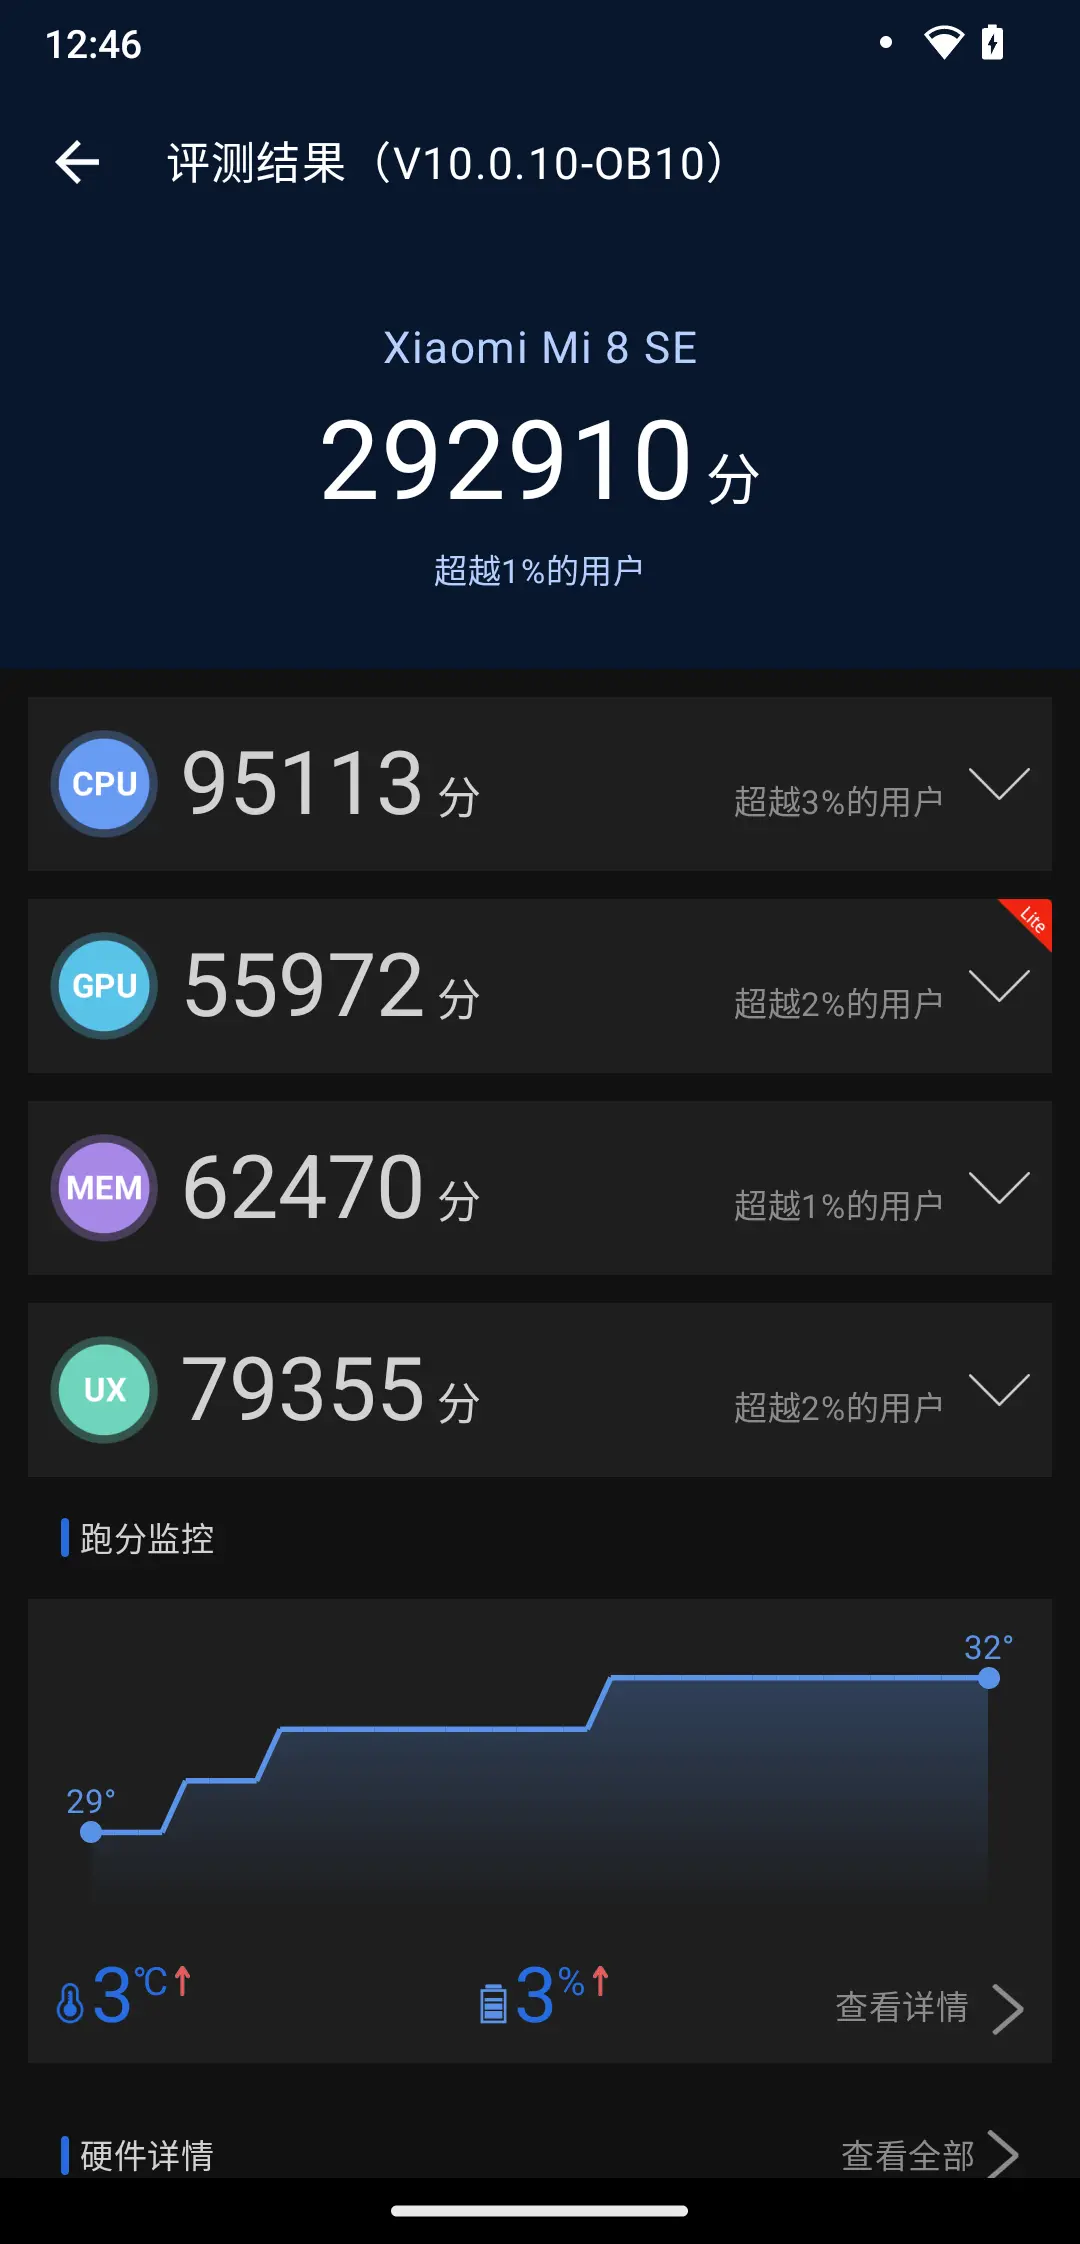 12:46
评测结果（V10.0.10-OB10）
Xiaomi Mi 8 SE
292910 分
超越1%的用户
CPU 95113 分 超越3%的用户
Lite
GPU 55972 分 超越2%的用户
MEM 62470 分 超越1%的用户
UX 79355 分 超越2%的用户
跑分监控
32°
29°
3°C↑ 3%↑ 查看详情
硬件详情 查看全部